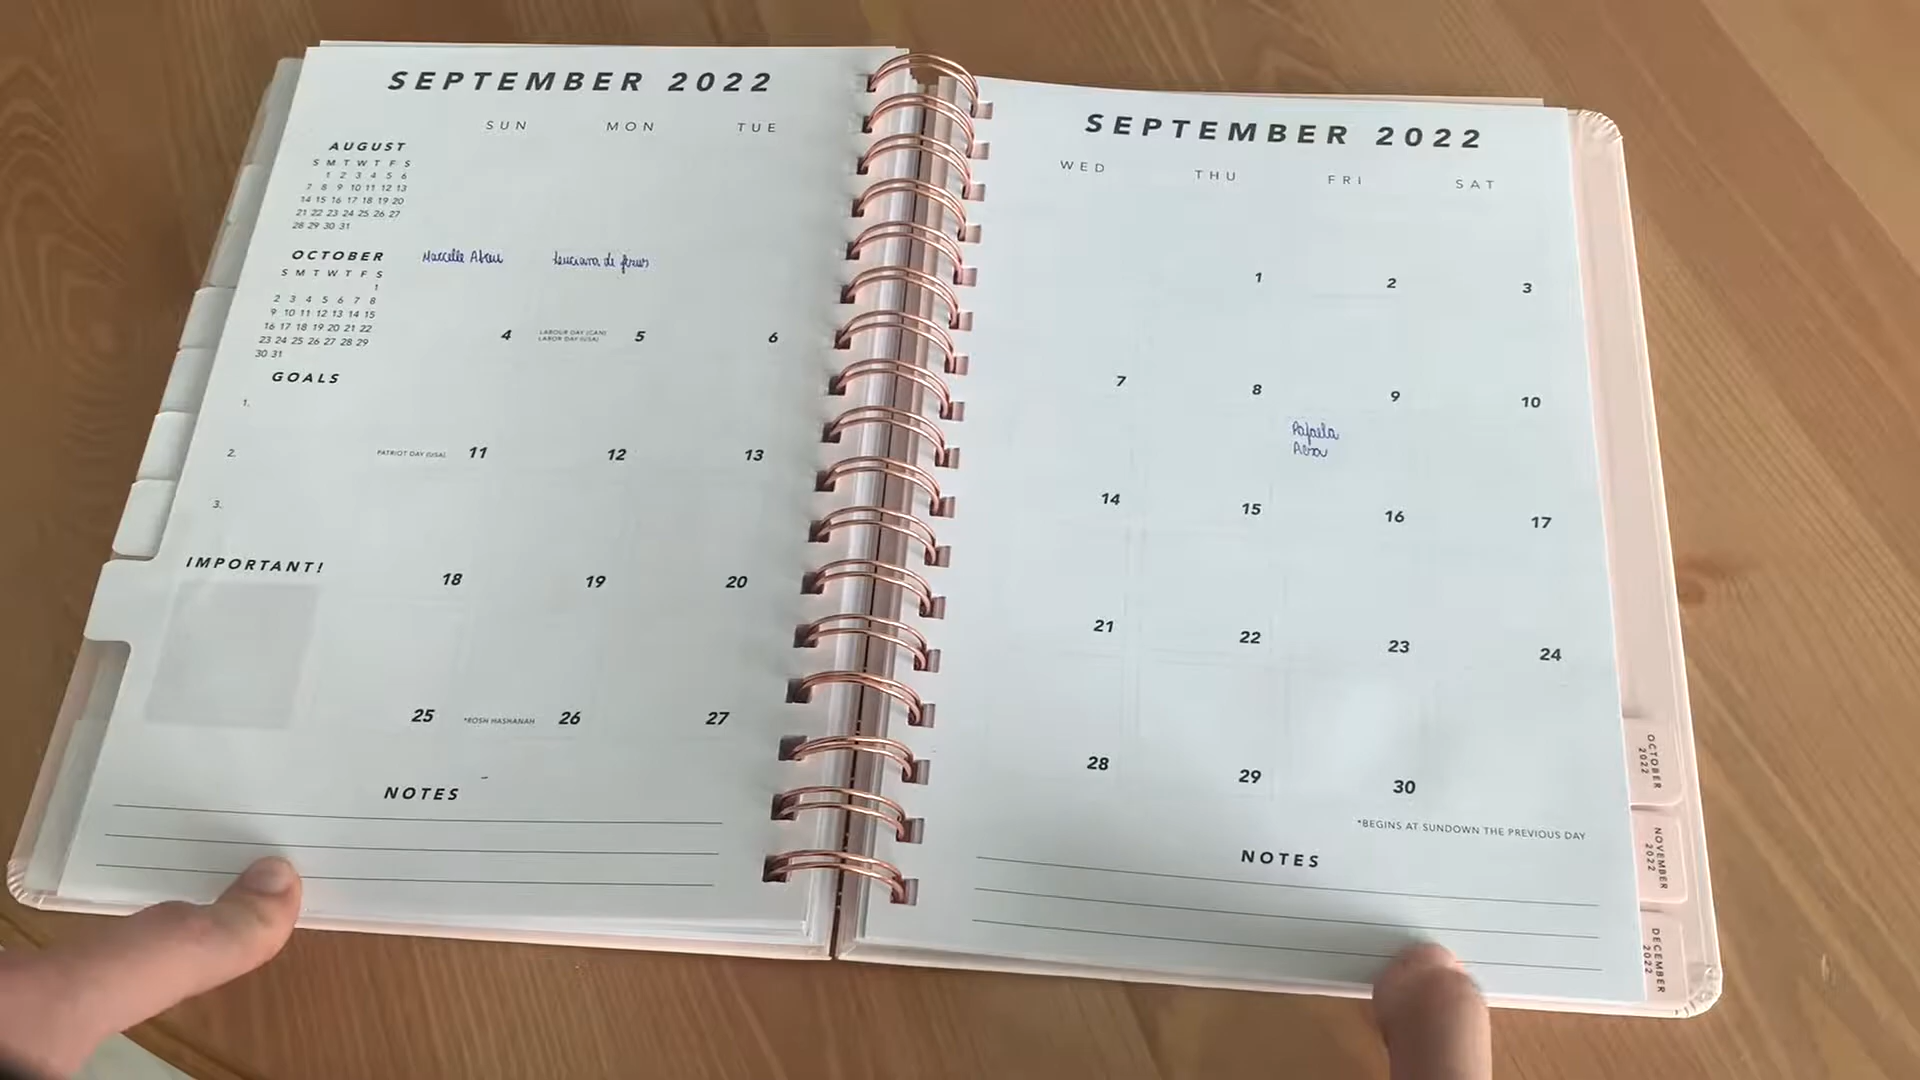 SEPTEMBER 2022
SUN MON TUE
AUGUST
S M T W T F S
1 2 3 4 5 6
7 8 9 10 11 12 13
14 15 16 17 18 19 20
21 22 23 24 25 26 27
28 29 30 31
OCTOBER
S M T W T F S
1
2 3 4 5 6 7 8
9 10 11 12 13 14 15
16 17 18 19 20 21 22
23 24 25 26 27 28 29
30 31
Marcelle Abreu
de
4
LABOUR DAY (CAN)
LABOR DAY (USA)
5
6
GOALS
1.
2.
3.
PATRIOT DAY (USA) 11 12 13
IMPORTANT!
18 19 20
25 *ROSH HASHANAH 26 27
NOTES
SEPTEMBER 2022
WED THU FRI SAT
1 2 3
7 8 9 10
Rafaela
14 15 16 17
21 22 23 24
28 29 30
*BEGINS AT SUNDOWN THE PREVIOUS DAY
NOTES
OCTOBER
2022
NOVEMBER
2022
DECEMBER
2022